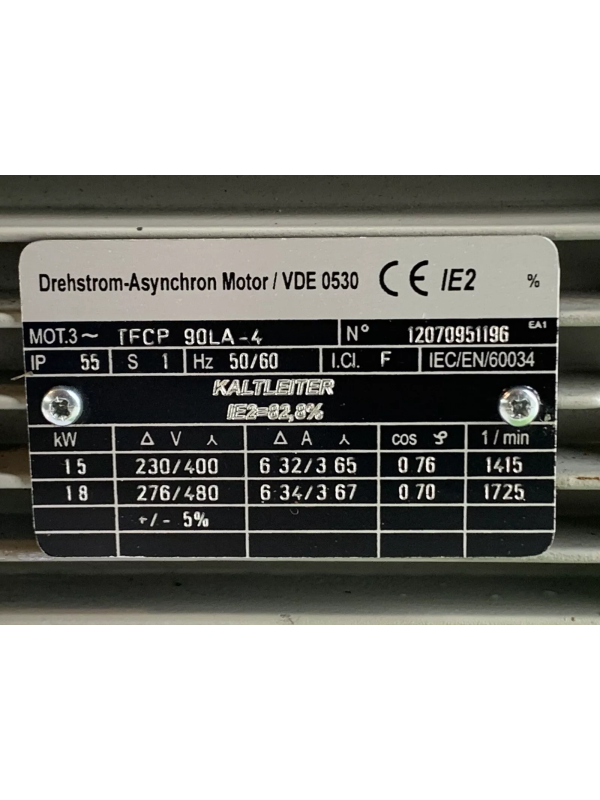 Drehstrom-Asynchron Motor / VDE 0530 CE IE2 %
MOT.3~ TFCP 90LA-4 N° 12070951196 EA1
IP 55 S 1 Hz 50/60 I.Cl. F IEC/EN/60034
KALTLEITER
IE2=82,8%
kW Δ V ⅄ Δ A ⅄ cos φ 1/min
1 5 230/400 6 32/3 65 0 76 1415
1 8 276/480 6 34/3 67 0 70 1725
+/- 5%